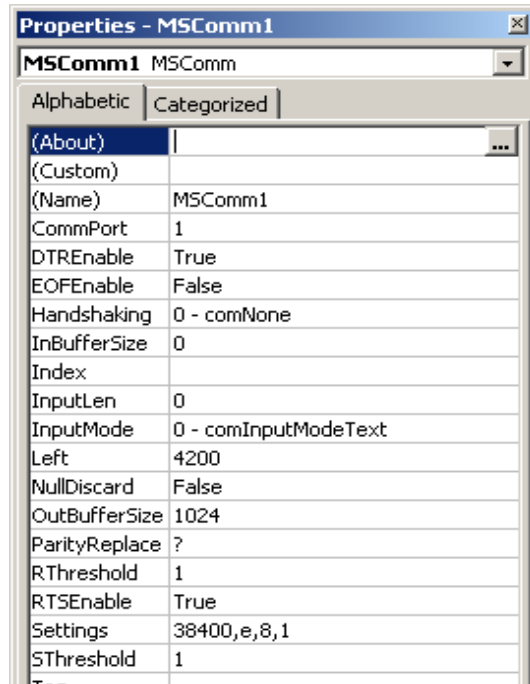 Properties - MSComm1
MSComm1 MSComm
Alphabetic Categorized
(About) ...
(Custom)
(Name) MSComm1
CommPort 1
DTREnable True
EOFEnable False
Handshaking 0 - comNone
InBufferSize 0
Index
InputLen 0
InputMode 0 - comInputModeText
Left 4200
NullDiscard False
OutBufferSize 1024
ParityReplace ?
RThreshold 1
RTSEnable True
Settings 38400,e,8,1
SThreshold 1